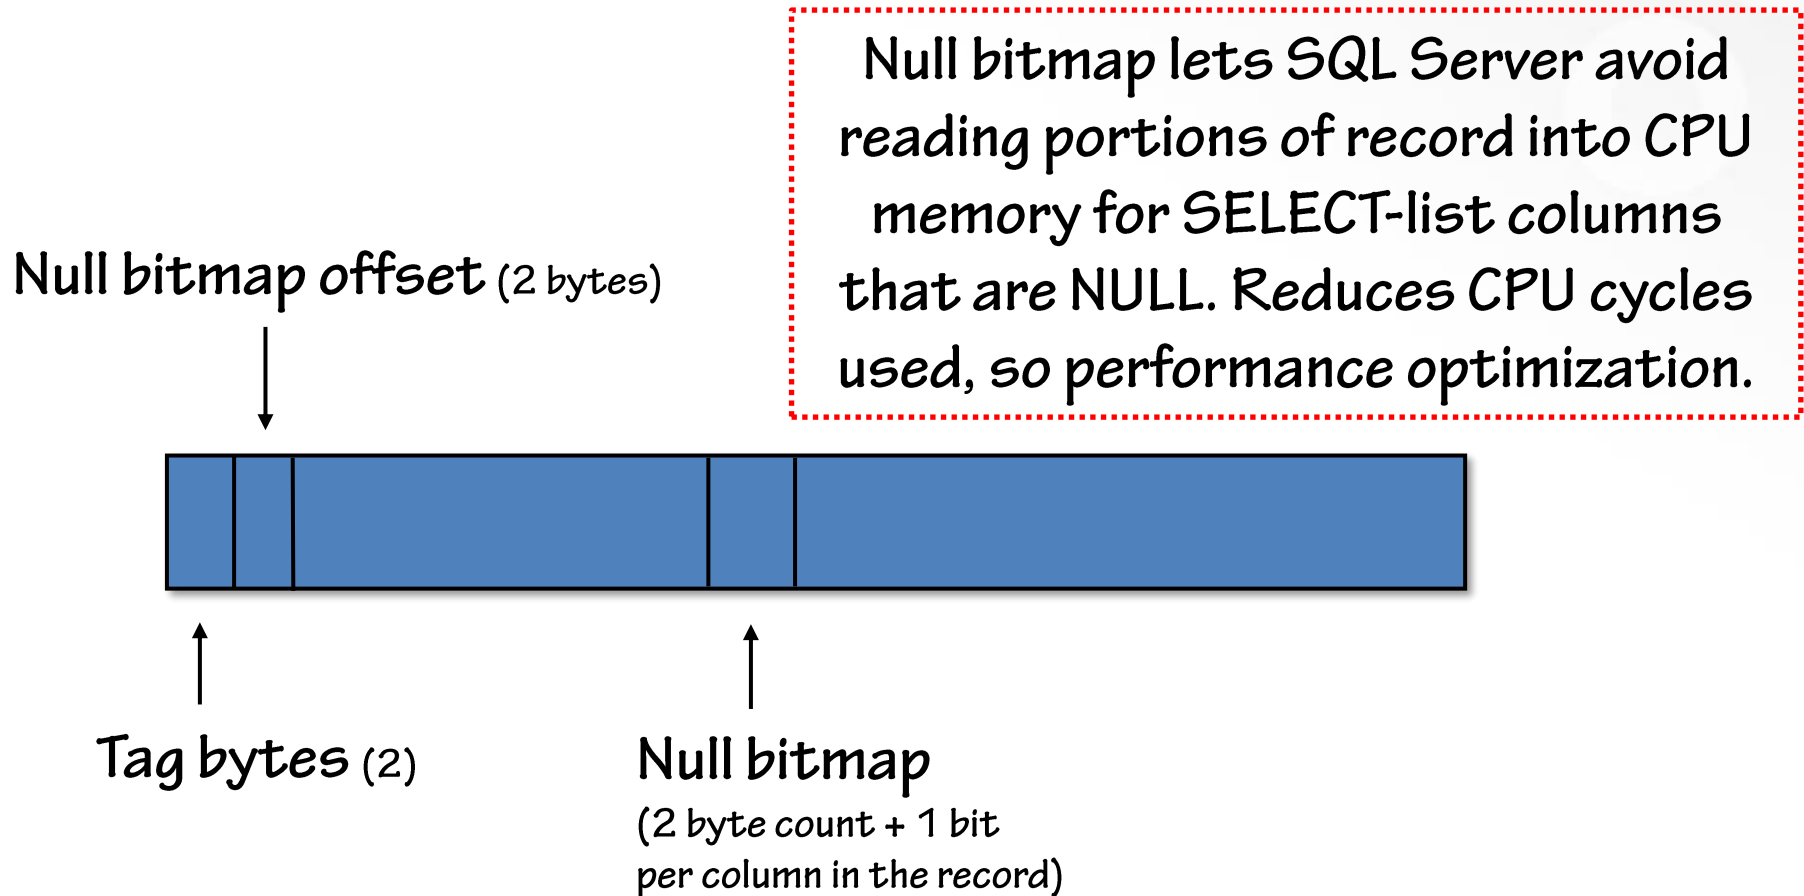 Null bitmap lets SQL Server avoid
reading portions of record into CPU
memory for SELECT-list columns
that are NULL. Reduces CPU cycles
used, so performance optimization.
Null bitmap offset (2 bytes)
Tag bytes (2)
Null bitmap
(2 byte count + 1 bit
per column in the record)